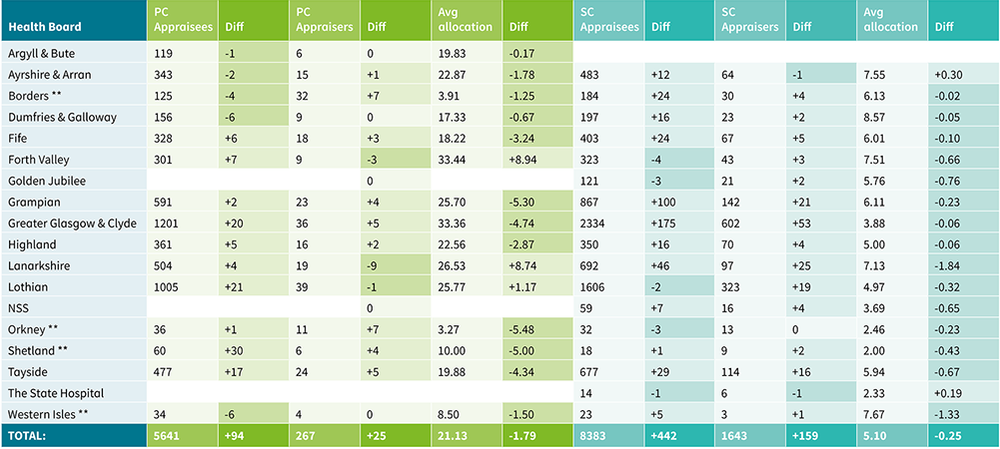 Health Board PC Appraisees Diff PC Appraisers Diff Avg allocation Diff SC Appraisees Diff SC Appraisers Diff Avg allocation Diff
Argyll & Bute 119 -1 6 0 19.83 -0.17
Ayrshire & Arran 343 -2 15 +1 22.87 -1.78 483 +12 64 -1 7.55 +0.30
Borders ** 125 -4 32 +7 3.91 -1.25 184 +24 30 +4 6.13 -0.02
Dumfries & Galloway 156 -6 9 0 17.33 -0.67 197 +16 23 +2 8.57 -0.05
Fife 328 +6 18 +3 18.22 -3.24 403 +24 67 +5 6.01 -0.10
Forth Valley 301 +7 9 -3 33.44 +8.94 323 -4 43 +3 7.51 -0.66
Golden Jubilee 0 121 -3 21 +2 5.76 -0.76
Grampian 591 +2 23 +4 25.70 -5.30 867 +100 142 +21 6.11 -0.23
Greater Glasgow & Clyde 1201 +20 36 +5 33.36 -4.74 2334 +175 602 +53 3.88 -0.06
Highland 361 +5 16 +2 22.56 -2.87 350 +16 70 +4 5.00 -0.06
Lanarkshire 504 +4 19 -9 26.53 +8.74 692 +46 97 +25 7.13 -1.84
Lothian 1005 +21 39 -1 25.77 +1.17 1606 -2 323 +19 4.97 -0.32
NSS 0 59 +7 16 +4 3.69 -0.65
Orkney ** 36 +1 11 +7 3.27 -5.48 32 -3 13 0 2.46 -0.23
Shetland ** 60 +30 6 +4 10.00 -5.00 18 +1 9 +2 2.00 -0.43
Tayside 477 +17 24 +5 19.88 -4.34 677 +29 114 +16 5.94 -0.67
The State Hospital 14 -1 6 -1 2.33 +0.19
Western Isles ** 34 -6 4 0 8.50 -1.50 23 +5 3 +1 7.67 -1.33
TOTAL: 5641 +94 267 +25 21.13 -1.79 8383 +442 1643 +159 5.10 -0.25